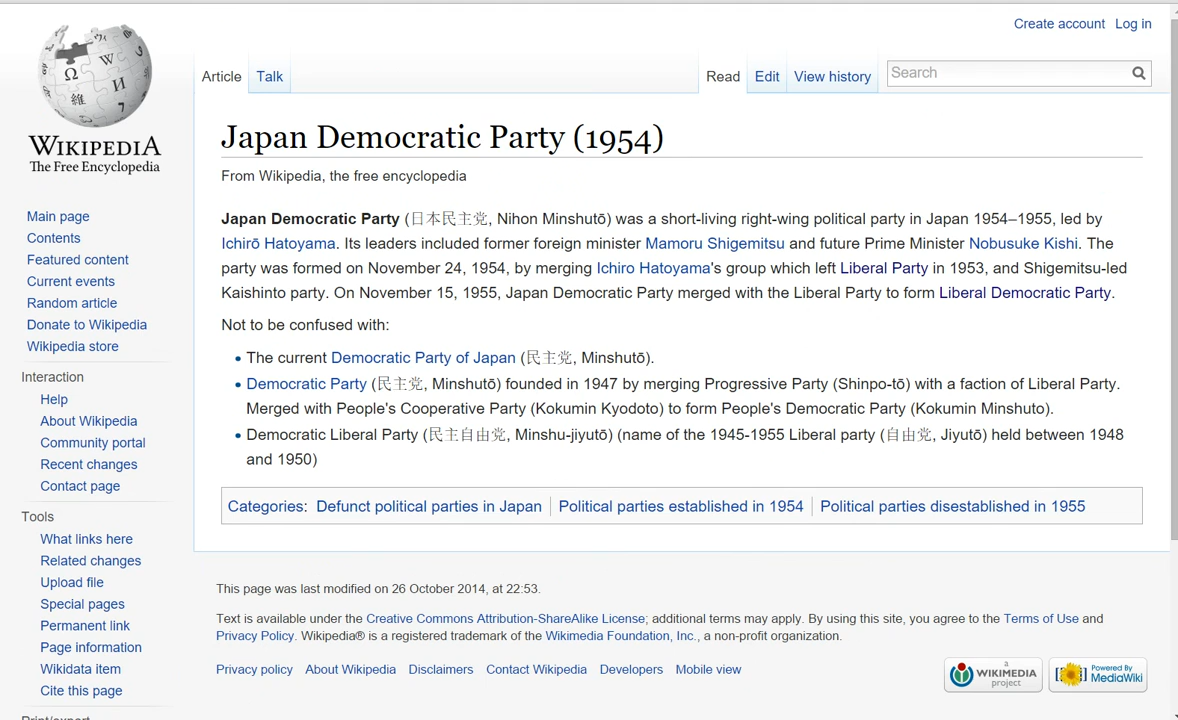 Create account Log in
Article Talk Read Edit View history Search
WIKIPEDIA
The Free Encyclopedia
Main page
Contents
Featured content
Current events
Random article
Donate to Wikipedia
Wikipedia store
Interaction
Help
About Wikipedia
Community portal
Recent changes
Contact page
Tools
What links here
Related changes
Upload file
Special pages
Permanent link
Page information
Wikidata item
Cite this page
Print/export
Japan Democratic Party (1954)
From Wikipedia, the free encyclopedia
Japan Democratic Party (日本民主党, Nihon Minshutō) was a short-living right-wing political party in Japan 1954–1955, led by
Ichirō Hatoyama. Its leaders included former foreign minister Mamoru Shigemitsu and future Prime Minister Nobusuke Kishi. The
party was formed on November 24, 1954, by merging Ichiro Hatoyama's group which left Liberal Party in 1953, and Shigemitsu-led
Kaishinto party. On November 15, 1955, Japan Democratic Party merged with the Liberal Party to form Liberal Democratic Party.
Not to be confused with:
• The current Democratic Party of Japan (民主党, Minshutō).
• Democratic Party (民主党, Minshutō) founded in 1947 by merging Progressive Party (Shinpo-tō) with a faction of Liberal Party.
Merged with People's Cooperative Party (Kokumin Kyodoto) to form People's Democratic Party (Kokumin Minshuto).
• Democratic Liberal Party (民主自由党, Minshu-jiyutō) (name of the 1945-1955 Liberal party (自由党, Jiyutō) held between 1948
and 1950)
Categories: Defunct political parties in Japan | Political parties established in 1954 | Political parties disestablished in 1955
This page was last modified on 26 October 2014, at 22:53.
Text is available under the Creative Commons Attribution-ShareAlike License; additional terms may apply. By using this site, you agree to the Terms of Use and
Privacy Policy. Wikipedia® is a registered trademark of the Wikimedia Foundation, Inc., a non-profit organization.
Privacy policy About Wikipedia Disclaimers Contact Wikipedia Developers Mobile view
a WIKIMEDIA project
Powered By MediaWiki